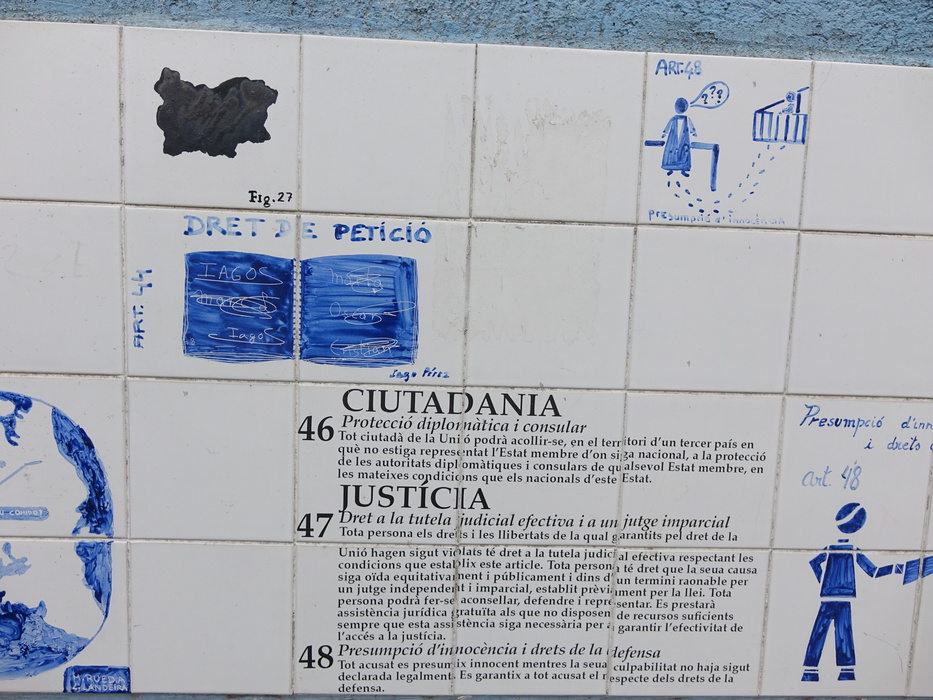 ART.48
???
Fig.27
Presumpció d'innocència
DRET DE PETICIÓ
ART. 44
IAGOS
Marta
Oscar
Iagos
Cristian
Iago Pérez
CIUTADANIA
46 Protecció diplomàtica i consular
Tot ciutadà de la Unió podrà acollir-se, en el territori d'un tercer país en
què no estiga representat l'Estat membre d'on siga nacional, a la protecció
de les autoritats diplomàtiques i consulars de qualsevol Estat membre, en
les mateixes condicions que els nacionals d'este Estat.
JUSTÍCIA
47 Dret a la tutela judicial efectiva i a un jutge imparcial
Tota persona els drets i les llibertats de la qual garantits pel dret de la
Unió hagen sigut violats té dret a la tutela judicial efectiva respectant les
condicions que establix este article. Tota persona té dret que la seua causa
siga oïda equitativament i públicament i dins d'un termini raonable per
un jutge independent i imparcial, establit prèviament per la llei. Tota
persona podrà fer-se aconsellar, defendre i representar. Es prestarà
assistència jurídica gratuïta als que no disposen de recursos suficients
sempre que esta assistència siga necessària per a garantir l'efectivitat de
l'accés a la justícia.
48 Presumpció d'innocència i drets de la defensa
Tot acusat es presumix innocent mentres la seua culpabilitat no haja sigut
declarada legalment. Es garantix a tot acusat el respecte dels drets de la
defensa.
Presumpció d'inn
i drets d
art. 48
RUEDA
LANDEIRA